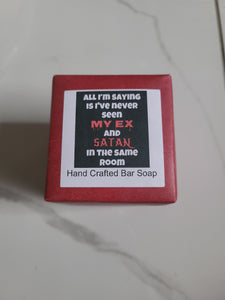 ALL I'M SAYING
IS I'VE NEVER
SEEN
MY EX
AND
SATAN
IN THE SAME
ROOM
Hand Crafted Bar Soap